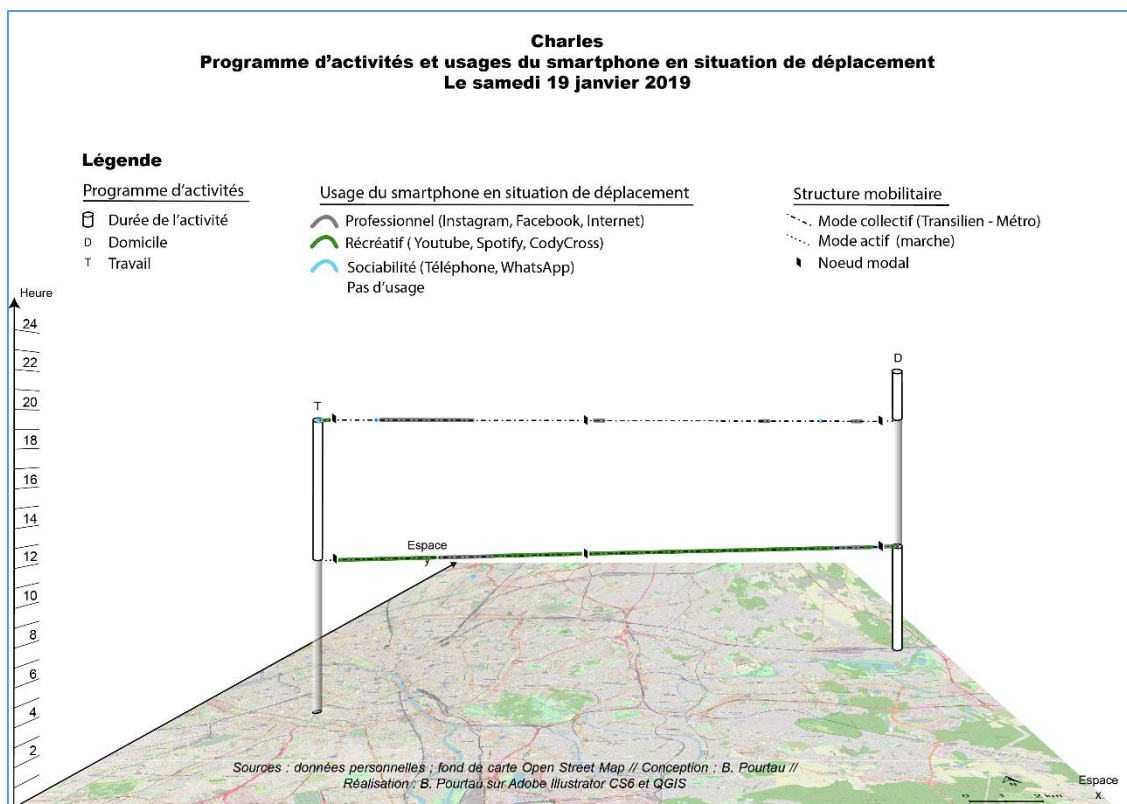 Charles
Programme d’activités et usages du smartphone en situation de déplacement
Le samedi 19 janvier 2019
Légende
Programme d’activités
Durée de l’activité
D Domicile
T Travail
Usage du smartphone en situation de déplacement
Professionnel (Instagram, Facebook, Internet)
Récréatif ( Youtube, Spotify, CodyCross)
Sociabilité (Téléphone, WhatsApp)
Pas d’usage
Structure mobilitaire
Mode collectif (Transilien - Métro)
Mode actif (marche)
Noeud modal
Heure
24
22
20
18
16
14
12
10
8
6
4
2
D
T
Espace
y
Sources : données personnelles ; fond de carte Open Street Map // Conception : B. Pourtau //
Réalisation : B. Pourtau sur Adobe Illustrator CS6 et QGIS
N
0 1 2 km
Espace
X